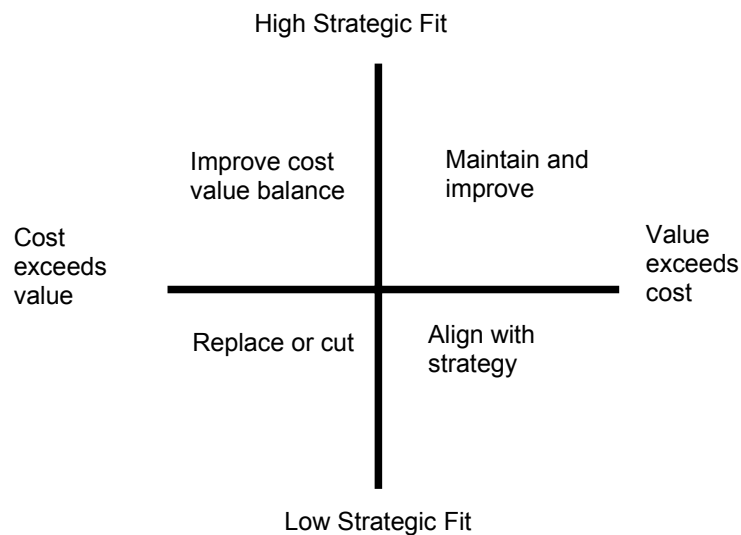 High Strategic Fit
Improve cost
value balance
Maintain and
improve
Cost
exceeds
value
Value
exceeds
cost
Replace or cut
Align with
strategy
Low Strategic Fit